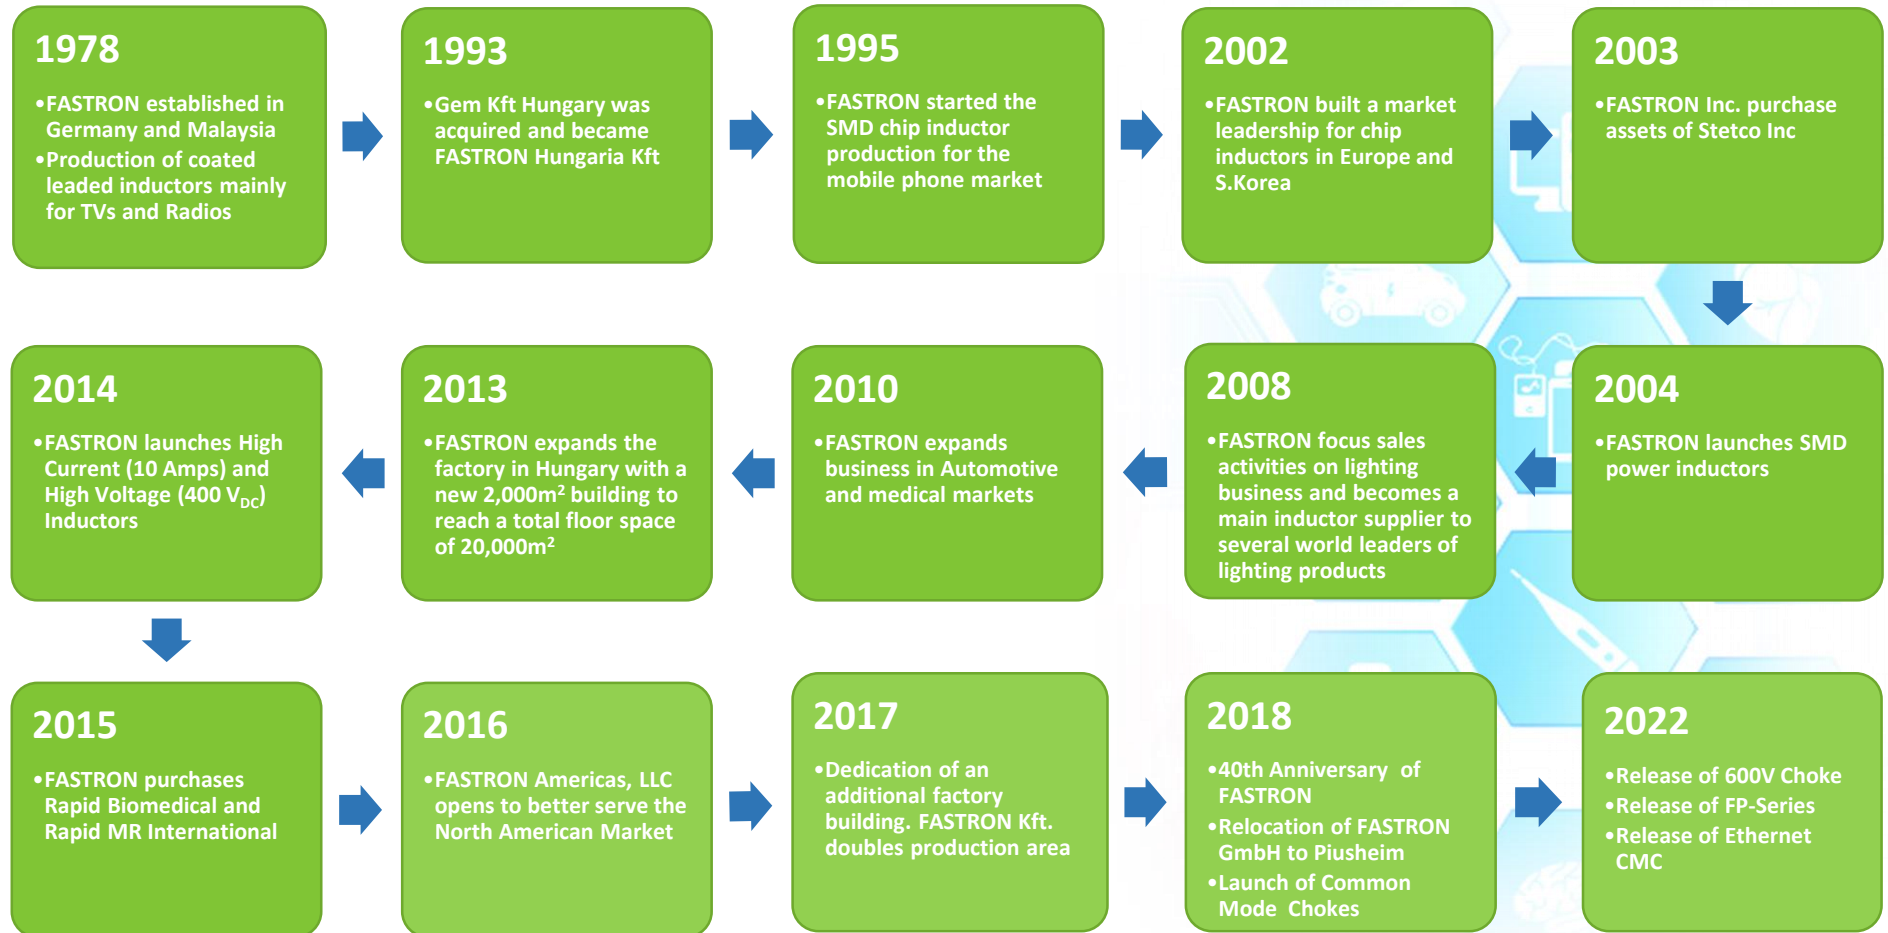 1978
•FASTRON established in
Germany and Malaysia
•Production of coated
leaded inductors mainly
for TVs and Radios
1993
•Gem Kft Hungary was
acquired and became
FASTRON Hungaria Kft
1995
•FASTRON started the
SMD chip inductor
production for the
mobile phone market
2002
•FASTRON built a market
leadership for chip
inductors in Europe and
S.Korea
2003
•FASTRON Inc. purchase
assets of Stetco Inc
2004
•FASTRON launches SMD
power inductors
2008
•FASTRON focus sales
activities on lighting
business and becomes a
main inductor supplier to
several world leaders of
lighting products
2010
•FASTRON expands
business in Automotive
and medical markets
2013
•FASTRON expands the
factory in Hungary with a
new 2,000m² building to
reach a total floor space
of 20,000m²
2014
•FASTRON launches High
Current (10 Amps) and
High Voltage (400 VDC)
Inductors
2015
•FASTRON purchases
Rapid Biomedical and
Rapid MR International
2016
•FASTRON Americas, LLC
opens to better serve the
North American Market
2017
•Dedication of an
additional factory
building. FASTRON Kft.
doubles production area
2018
•40th Anniversary of
FASTRON
•Relocation of FASTRON
GmbH to Piusheim
•Launch of Common
Mode Chokes
2022
•Release of 600V Choke
•Release of FP-Series
•Release of Ethernet
CMC